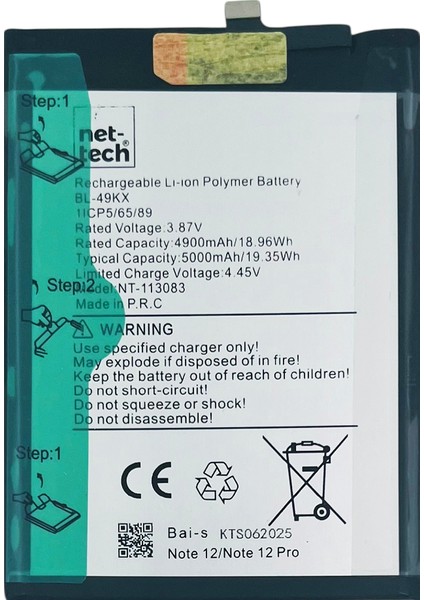 Step:1
net-
tech®
Rechargeable Li-Ion Polymer Battery
BL-49KX
1ICP5/65/89
Rated Voltage:3.87V
Rated Capacity:4900mAh/18.96Wh
Typical Capacity:5000mAh/19.35Wh
Limited Charge Voltage:4.45V
Model:NT-113083
Made in P.R.C
Step:2
WARNING
Use specified charger only!
May explode if disposed of in fire!
Keep the battery out of reach of children!
Do not short-circuit!
Do not squeeze or shock!
Do not disassemble!
Step:1
CE
Bai-s KTS062025
Note 12/Note 12 Pro